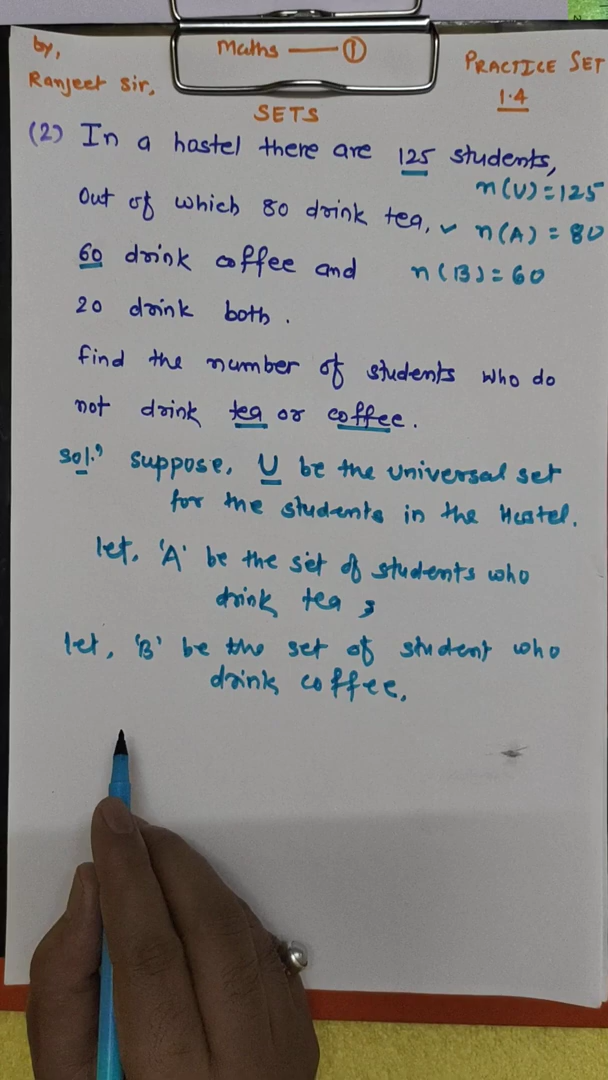 by,
Ranjeet Sir,
Maths — ①
PRACTICE SET
1.4
SETS
(2) In a hostel there are 125 students,
n(U)=125
Out of which 80 drink tea,
✓ n(A) = 80
60 drink coffee and
n(B)=60
20 drink both.
find the number of students who do
not drink tea or coffee.
Sol.' Suppose, U be the universal set
for the students in the Hostel.
let, 'A' be the set of students who
drink tea,
let, 'B' be the set of student who
drink coffee.